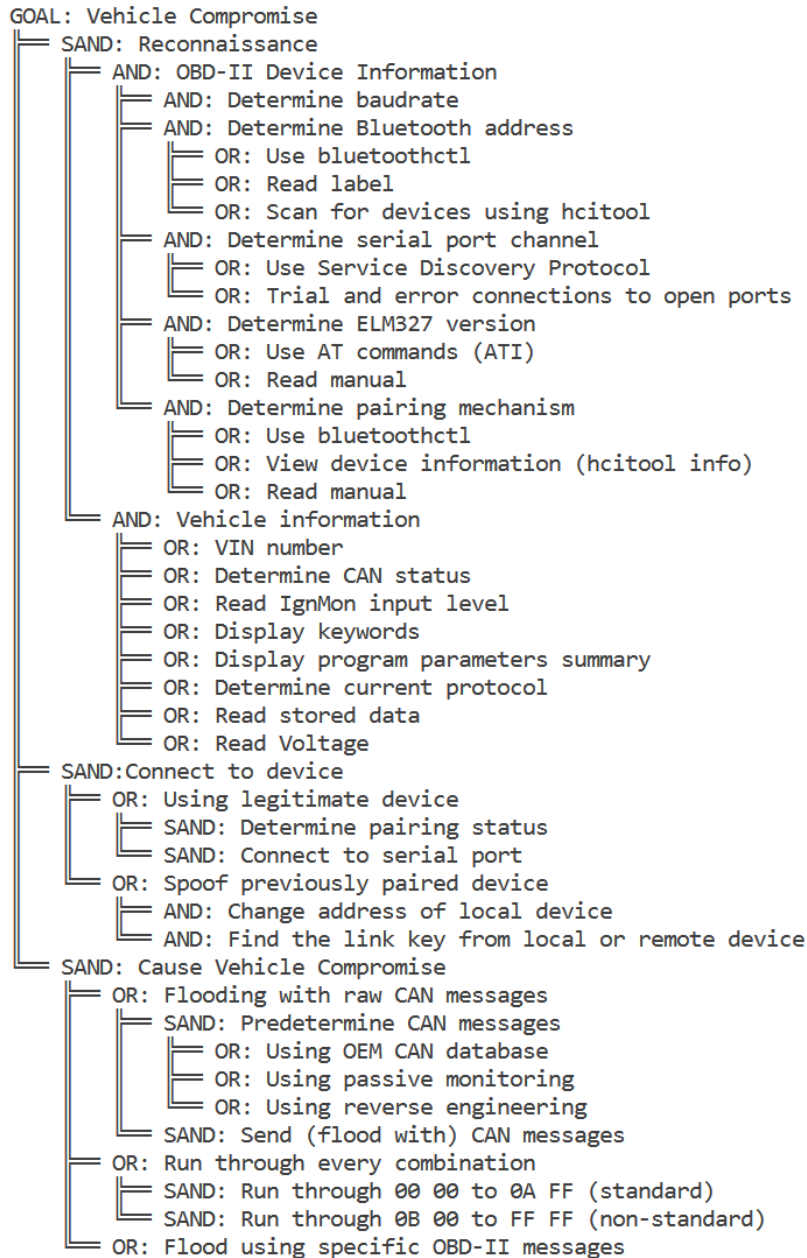 GOAL: Vehicle Compromise
SAND: Reconnaissance
AND: OBD-II Device Information
AND: Determine baudrate
AND: Determine Bluetooth address
OR: Use bluetoothctl
OR: Read label
OR: Scan for devices using hcitool
AND: Determine serial port channel
OR: Use Service Discovery Protocol
OR: Trial and error connections to open ports
AND: Determine ELM327 version
OR: Use AT commands (ATI)
OR: Read manual
AND: Determine pairing mechanism
OR: Use bluetoothctl
OR: View device information (hcitool info)
OR: Read manual
AND: Vehicle information
OR: VIN number
OR: Determine CAN status
OR: Read IgnMon input level
OR: Display keywords
OR: Display program parameters summary
OR: Determine current protocol
OR: Read stored data
OR: Read Voltage
SAND:Connect to device
OR: Using legitimate device
SAND: Determine pairing status
SAND: Connect to serial port
OR: Spoof previously paired device
AND: Change address of local device
AND: Find the link key from local or remote device
SAND: Cause Vehicle Compromise
OR: Flooding with raw CAN messages
SAND: Predetermine CAN messages
OR: Using OEM CAN database
OR: Using passive monitoring
OR: Using reverse engineering
SAND: Send (flood with) CAN messages
OR: Run through every combination
SAND: Run through 00 00 to 0A FF (standard)
SAND: Run through 0B 00 to FF FF (non-standard)
OR: Flood using specific OBD-II messages